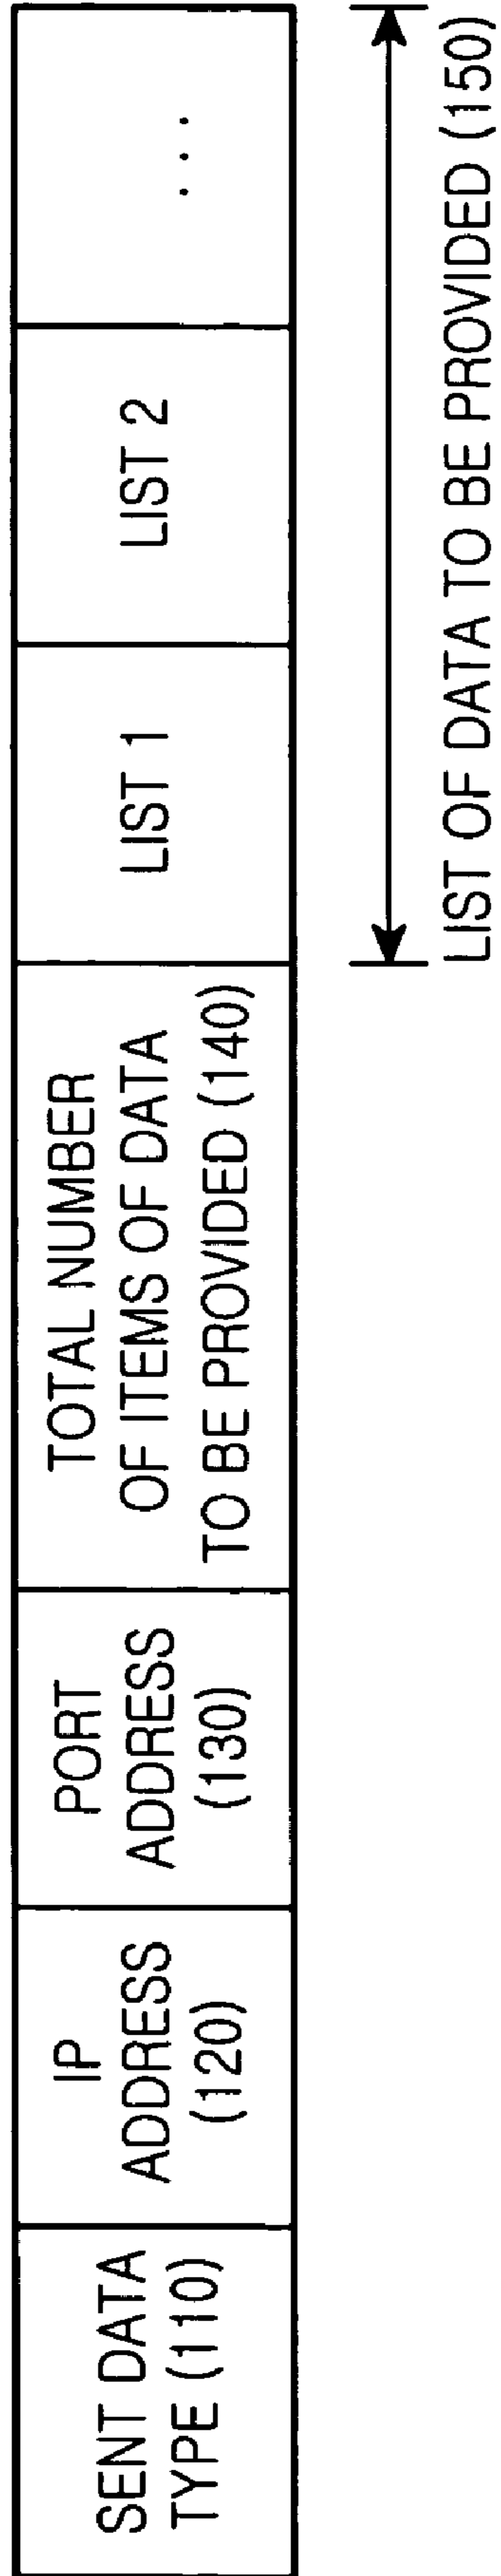 SENT DATA
TYPE (110)
IP
ADDRESS
(120)
PORT
ADDRESS
(130)
TOTAL NUMBER
OF ITEMS OF DATA
TO BE PROVIDED (140)
LIST 1
LIST 2
...
LIST OF DATA TO BE PROVIDED (150)